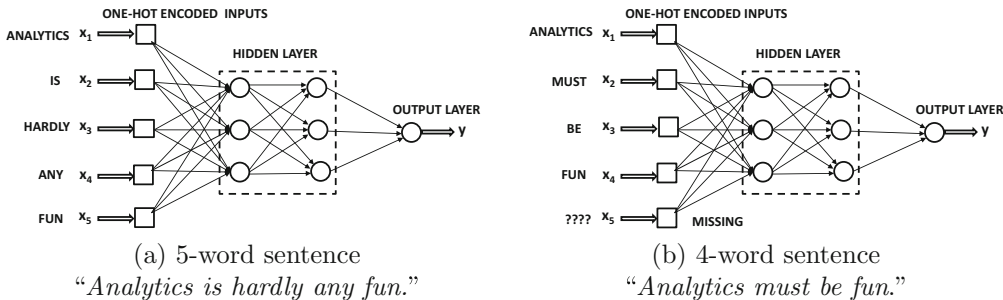 ONE-HOT ENCODED INPUTS
ANALYTICS x1
HIDDEN LAYER
IS x2
OUTPUT LAYER
HARDLY x3
y
ANY x4
FUN x5
(a) 5-word sentence
“Analytics is hardly any fun.”
ONE-HOT ENCODED INPUTS
ANALYTICS x1
HIDDEN LAYER
MUST x2
OUTPUT LAYER
BE x3
y
FUN x4
???? x5 MISSING
(b) 4-word sentence
“Analytics must be fun.”